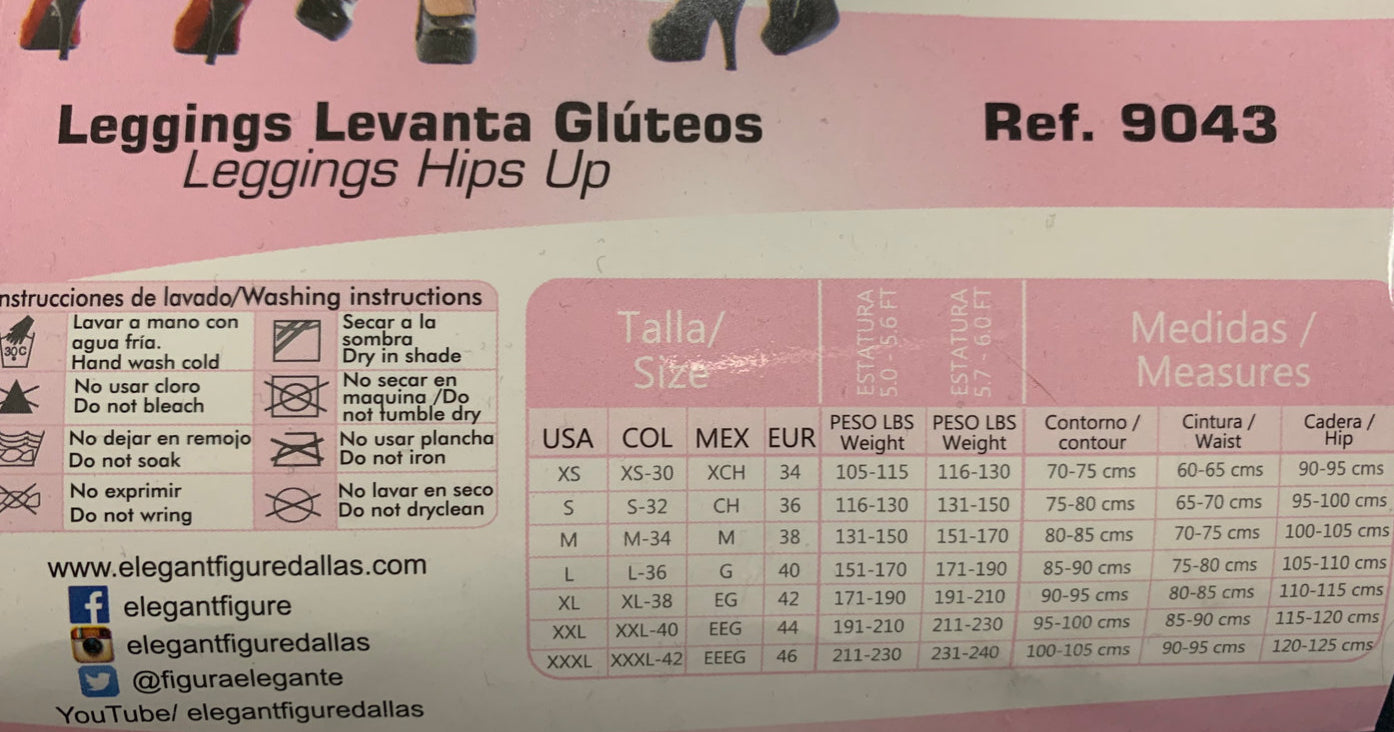 Leggings Levanta Glúteos
Leggings Hips Up
Ref. 9043
nstrucciones de lavado/Washing instructions
30C
Lavar a mano con
agua fría.
Hand wash cold
Secar a la
sombra
Dry in shade
No usar cloro
Do not bleach
No secar en
maquina /Do
not tumble dry
No dejar en remojo
Do not soak
No usar plancha
Do not iron
No exprimir
Do not wring
No lavar en seco
Do not dryclean
www.elegantfiguredallas.com
f elegantfigure
elegantfiguredallas
@figuraelegante
YouTube/ elegantfiguredallas
Talla/
Size
ESTATURA
5.0 - 5.6 FT
ESTATURA
5.7 - 6.0 FT
Medidas /
Measures
USA COL MEX EUR PESO LBS Weight PESO LBS Weight Contorno / contour Cintura / Waist Cadera / Hip
XS XS-30 XCH 34 105-115 116-130 70-75 cms 60-65 cms 90-95 cms
S S-32 CH 36 116-130 131-150 75-80 cms 65-70 cms 95-100 cms
M M-34 M 38 131-150 151-170 80-85 cms 70-75 cms 100-105 cms
L L-36 G 40 151-170 171-190 85-90 cms 75-80 cms 105-110 cms
XL XL-38 EG 42 171-190 191-210 90-95 cms 80-85 cms 110-115 cms
XXL XXL-40 EEG 44 191-210 211-230 95-100 cms 85-90 cms 115-120 cms
XXXL XXXL-42 EEEG 46 211-230 231-240 100-105 cms 90-95 cms 120-125 cms